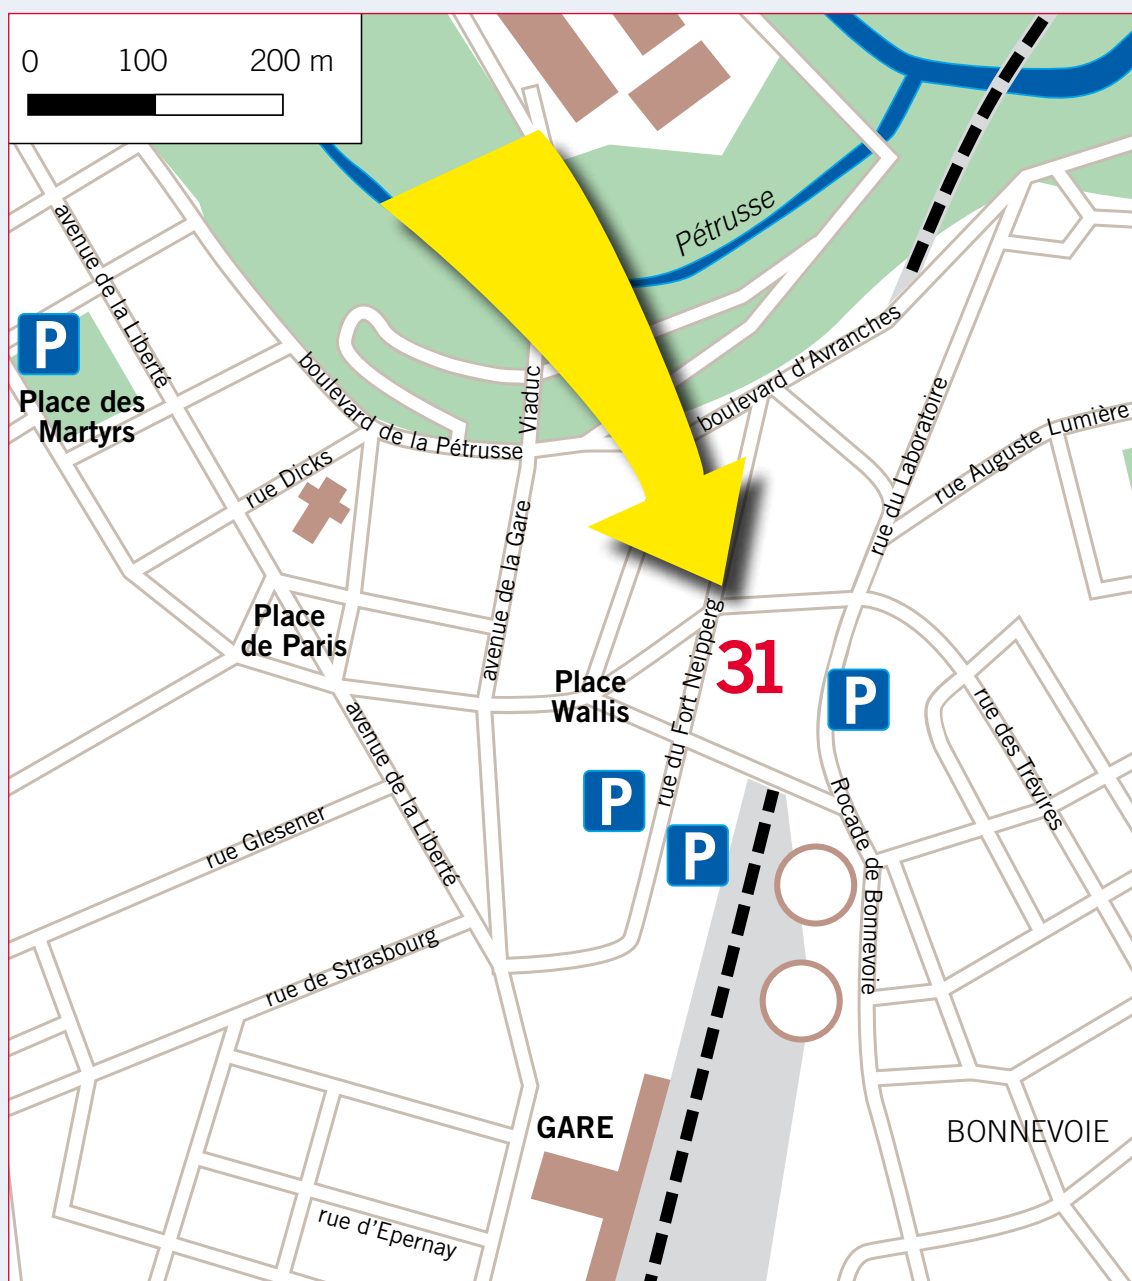 0 100 200 m
Pétrusse
avenue de la Liberté
P
Place des
Martyrs
boulevard de la Pétrusse
Viaduc
boulevard d'Avranches
rue du Laboratoire
rue Auguste Lumière
rue Dicks
avenue de la Gare
Place
de Paris
rue du Fort Neipperg
31
Place
Wallis
P
rue des Trévires
avenue de la Liberté
P
P
Rocade de Bonnevoie
rue Glesener
rue de Strasbourg
GARE
BONNEVOIE
rue d'Epernay